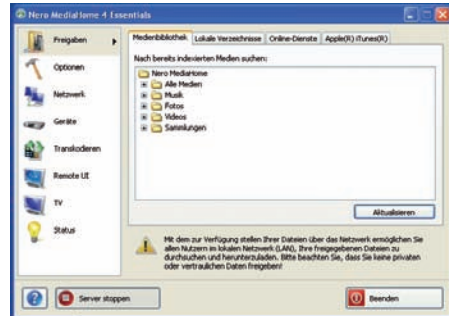 Nero MediaHome 4 Essentials
Freigaben
Optionen
Netzwerk
Geräte
Transkodieren
Remote UI
TV
Status
Medienbibliothek Lokale Verzeichnisse Online-Dienste Apple(R) iTunes(R)
Nach bereits indexierten Medien suchen:
Nero MediaHome
Alle Medien
Musik
Fotos
Videos
Sammlungen
Aktualisieren
Mit dem zur Verfügung stellen Ihrer Dateien über das Netzwerk ermöglichen Sie
allen Nutzern im lokalen Netzwerk (LAN), Ihre freigegebenen Dateien zu
durchsuchen und herunterzuladen. Bitte beachten Sie, dass Sie keine privaten
oder vertraulichen Daten freigeben!
Server stoppen
Beenden